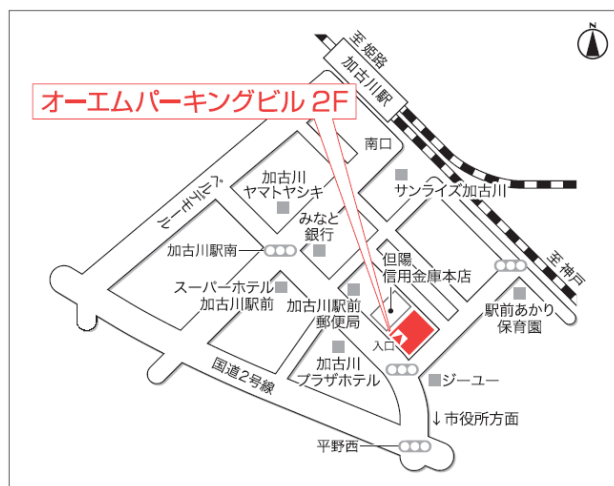 N
至姫路
加古川駅
オーエムパーキングビル 2F
南口
加古川
ヤマトヤシキ
サンライズ加古川
ベルデモール
みなと
銀行
加古川駅南
但陽
信用金庫本店
至神戸
スーパーホテル
加古川駅前
加古川駅前
郵便局
駅前あかり
保育園
入口
加古川
プラザホテル
国道2号線
ジーユー
↓市役所方面
平野西